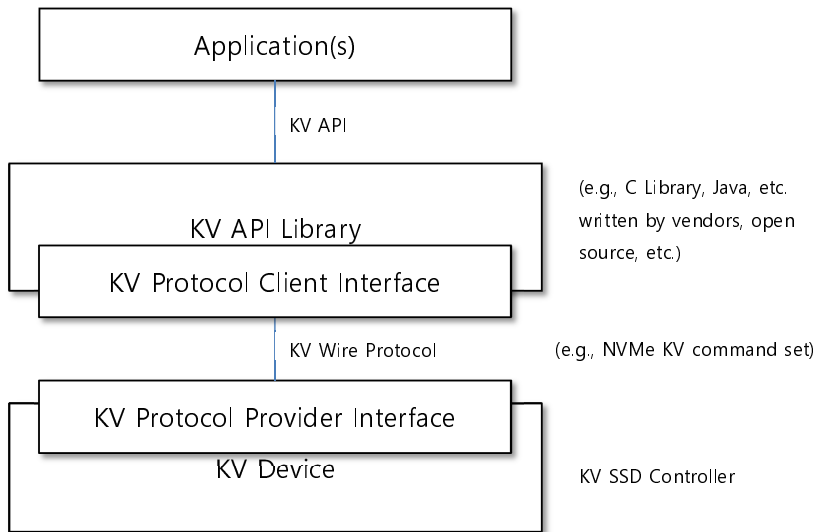 Application(s)
KV API
(e.g., C Library, Java, etc.
written by vendors, open
source, etc.)
KV API Library
KV Protocol Client Interface
KV Wire Protocol
(e.g., NVMe KV command set)
KV Protocol Provider Interface
KV Device
KV SSD Controller